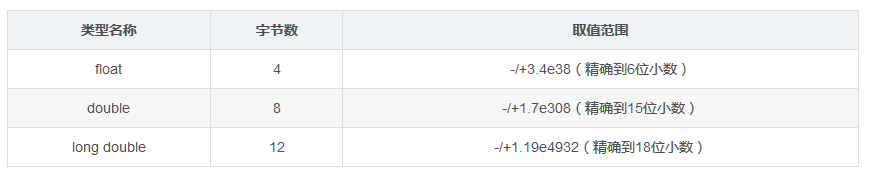 类型名称 字节数 取值范围
float 4 -/+3.4e38（精确到6位小数）
double 8 -/+1.7e308（精确到15位小数）
long double 12 -/+1.19e4932（精确到18位小数）